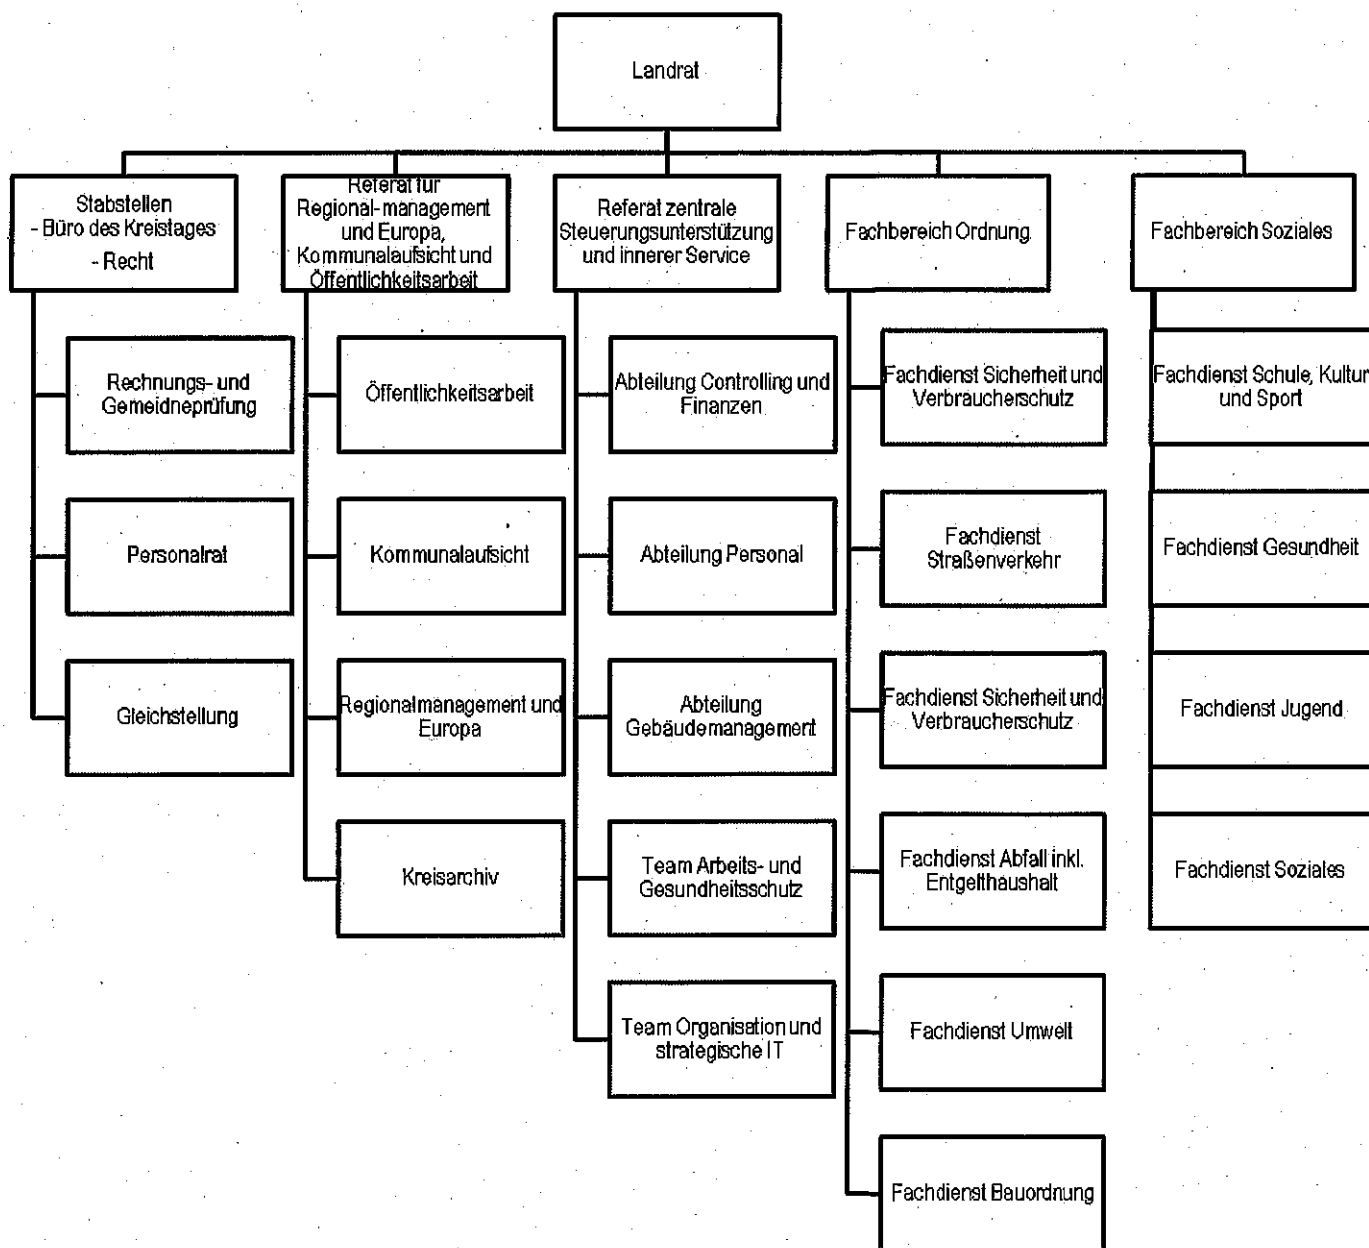 Landrat
Stabstellen
- Büro des Kreistages
- Recht
Rechnungs- und
Gemeidneprüfung
Personalrat
Gleichstellung
Referat für
Regional-management
und Europa,
Kommunalaufsicht und
Öffentlichkeitsarbeit
Öffentlichkeitsarbeit
Kommunalaufsicht
Regionalmanagement und
Europa
Kreisarchiv
Referat zentrale
Steuerungsunterstützung
und innerer Service
Abteilung Controlling und
Finanzen
Abteilung Personal
Abteilung
Gebäudemanagement
Team Arbeits- und
Gesundheitsschutz
Team Organisation und
strategische IT
Fachbereich Ordnung
Fachdienst Sicherheit und
Verbraucherschutz
Fachdienst
Straßenverkehr
Fachdienst Sicherheit und
Verbraucherschutz
Fachdienst Abfall inkl.
Entgelthaushalt
Fachdienst Umwelt
Fachdienst Bauordnung
Fachbereich Soziales
Fachdienst Schule, Kultur
und Sport
Fachdienst Gesundheit
Fachdienst Jugend
Fachdienst Soziales